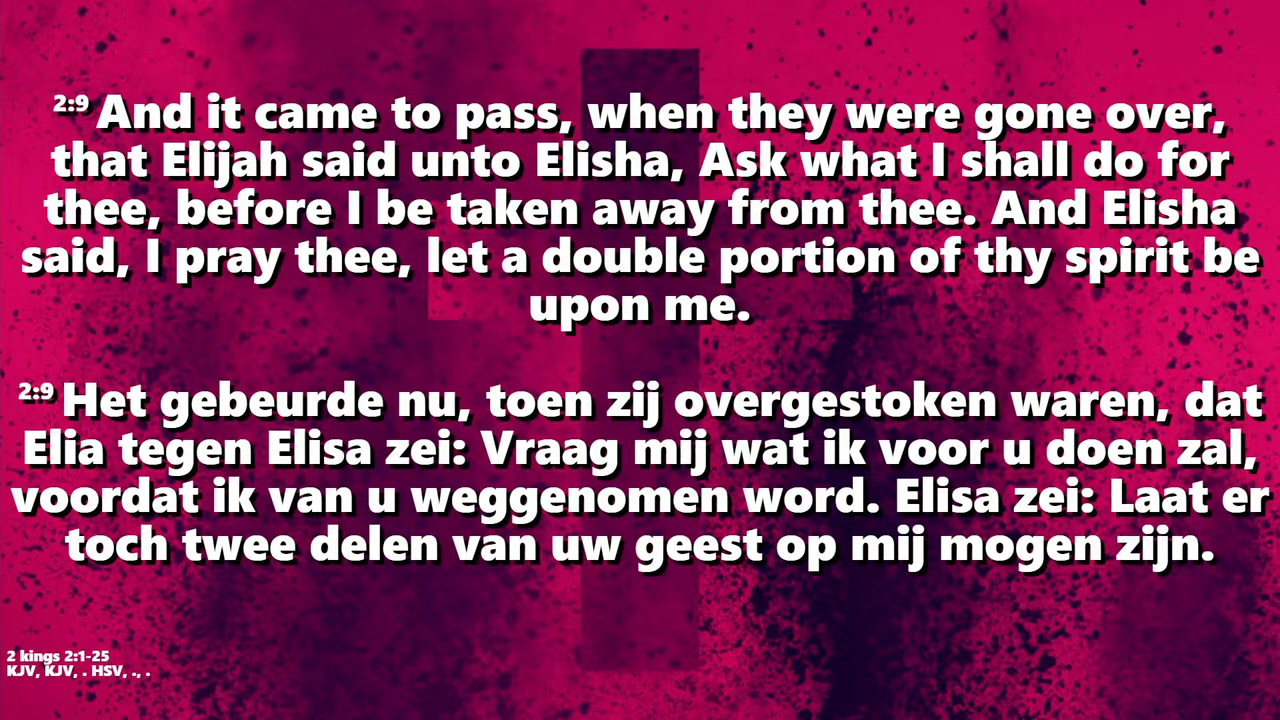 2:9 And it came to pass, when they were gone over,
that Elijah said unto Elisha, Ask what I shall do for
thee, before I be taken away from thee. And Elisha
said, I pray thee, let a double portion of thy spirit be
upon me.
2:9 Het gebeurde nu, toen zij overgestoken waren, dat
Elia tegen Elisa zei: Vraag mij wat ik voor u doen zal,
voordat ik van u weggenomen word. Elisa zei: Laat er
toch twee delen van uw geest op mij mogen zijn.
2 kings 2:1-25
KJV, KJV, . HSV, ., .